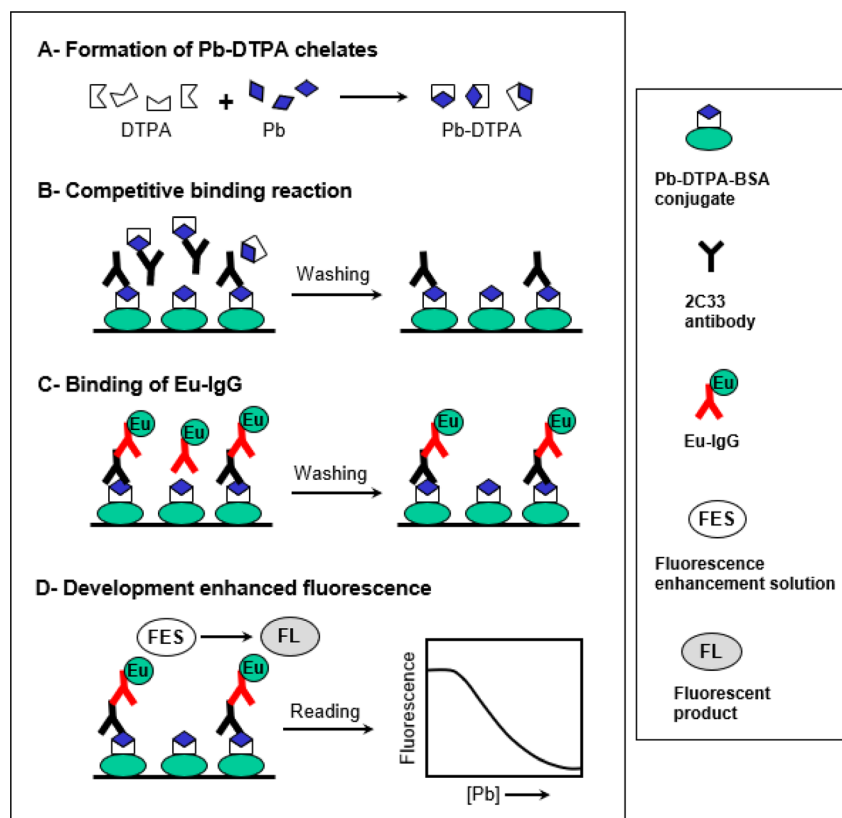 A- Formation of Pb-DTPA chelates
+
DTPA
Pb
Pb-DTPA
B- Competitive binding reaction
Washing
C- Binding of Eu-IgG
Eu
Eu
Eu
Washing
Eu
Eu
D- Development enhanced fluorescence
FES
FL
Eu
Eu
Reading
Fluorescence
[Pb]
Pb-DTPA-BSA
conjugate
2C33
antibody
Eu
Eu-IgG
FES
Fluorescence
enhancement solution
FL
Fluorescent
product